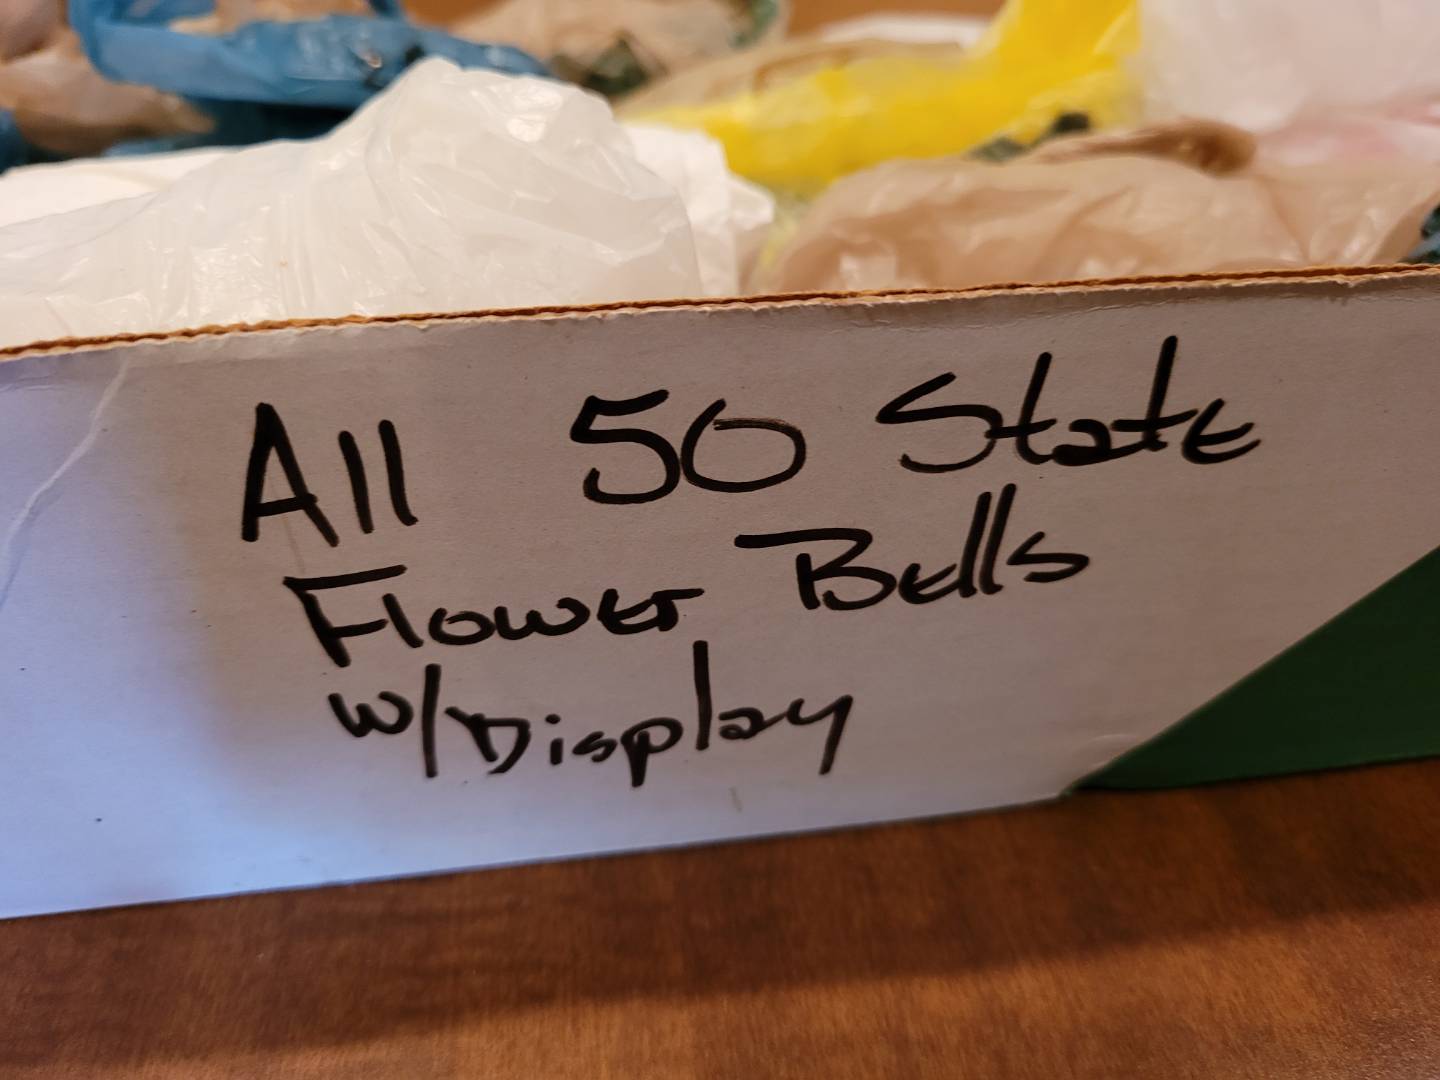 All 50 State
Flower Bells
w/Display